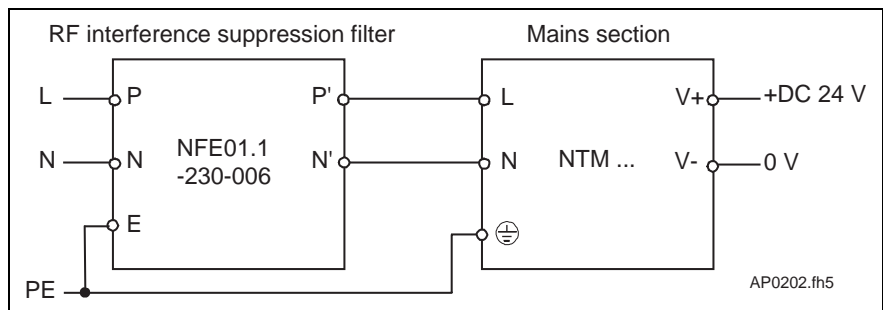 RF interference suppression filter
Mains section
L P P' L V+ +DC 24 V
N N NFE01.1 N' N NTM ... V- 0 V
-230-006
E
PE
AP0202.fh5